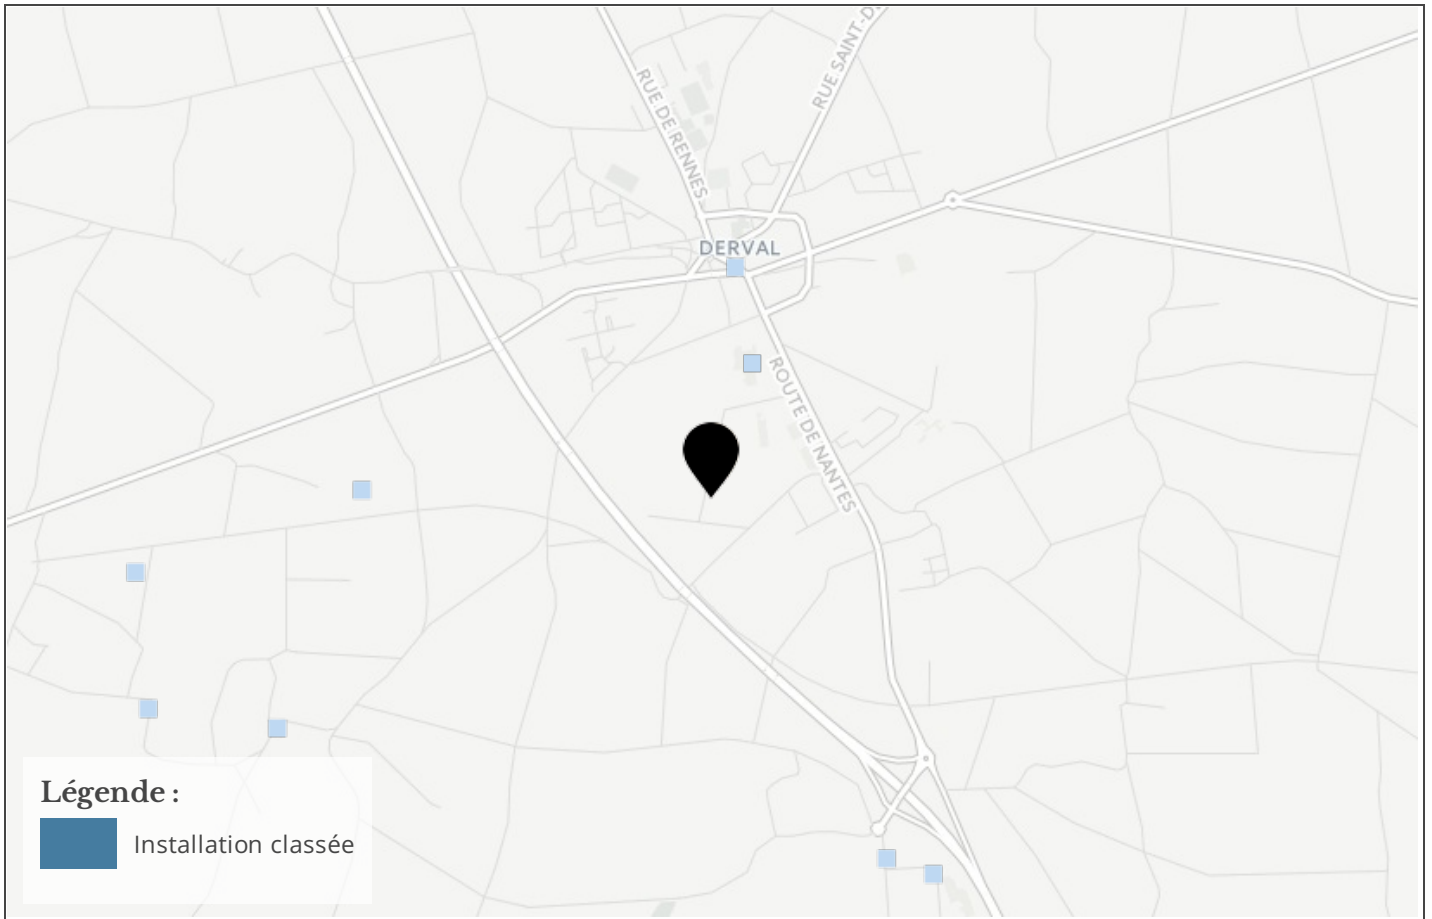 RUE DE RENNES
RUE SAINT-D
DERVAL
ROUTE DE NANTES
Légende :
Installation classée